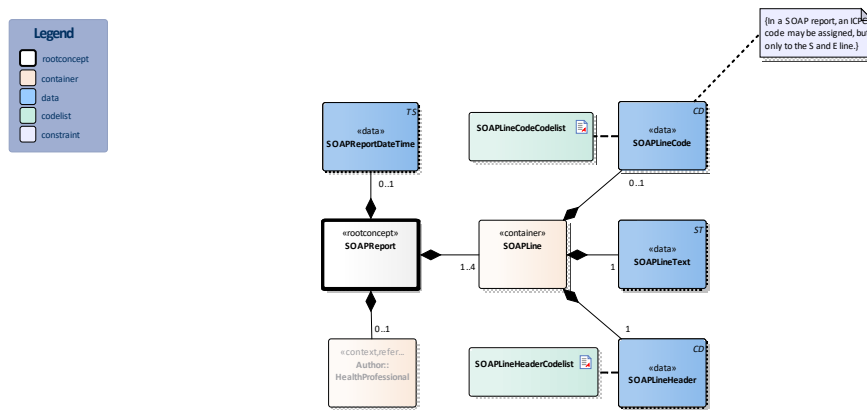 Legend
rootconcept
container
data
codelist
constraint
{In a SOAP report, an ICPC
code may be assigned, but
only to the S and E line.}
TS
«data»
SOAPReportDateTime
SOAPLineCodeCodelist
CD
«data»
SOAPLineCode
0..1
0..1
«rootconcept»
SOAPReport
«container»
SOAPLine
ST
«data»
SOAPLineText
1..4
1
0..1
1
«context,refer...
Author::
HealthProfessional
SOAPLineHeaderCodelist
CD
«data»
SOAPLineHeader